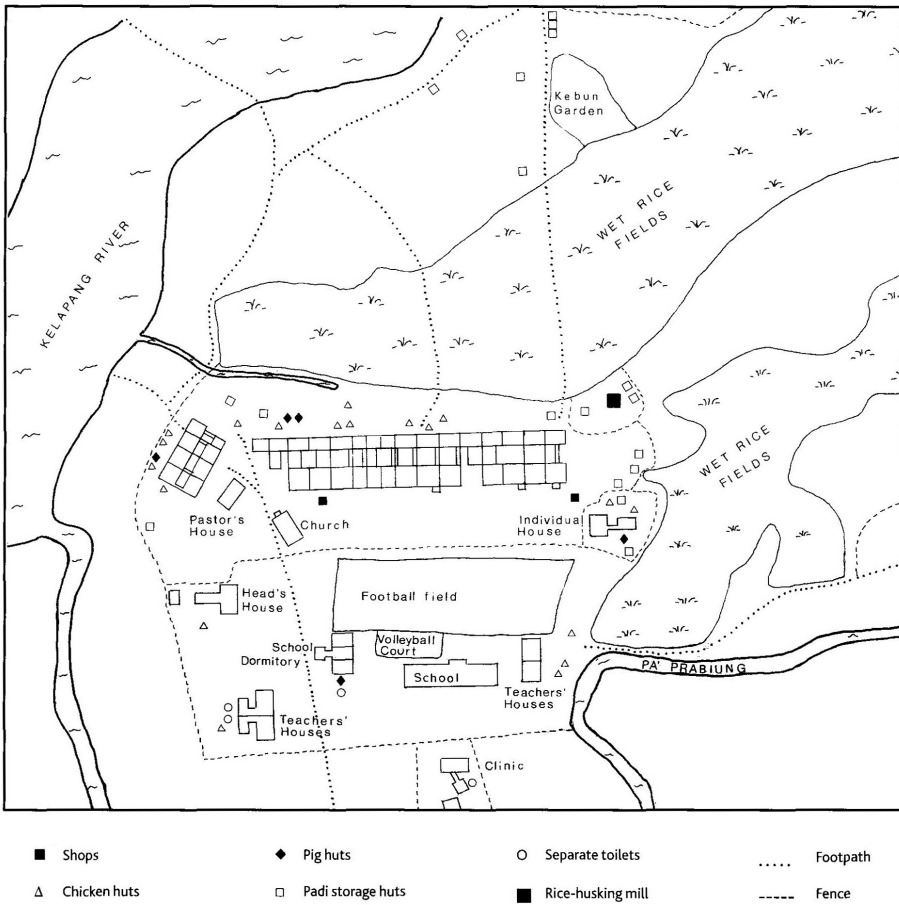 Kebun
Garden
WET RICE
FIELDS
KELAPANG RIVER
WET RICE
FIELDS
Pastor's
House
Church
Individual
House
Head's
House
Football field
School
Dormitory
Volleyball
Court
School
Teachers'
Houses
PA' PRABIUNG
Teachers'
Houses
Clinic
Shops
Pig huts
Separate toilets
Footpath
Chicken huts
Padi storage huts
Rice-husking mill
Fence